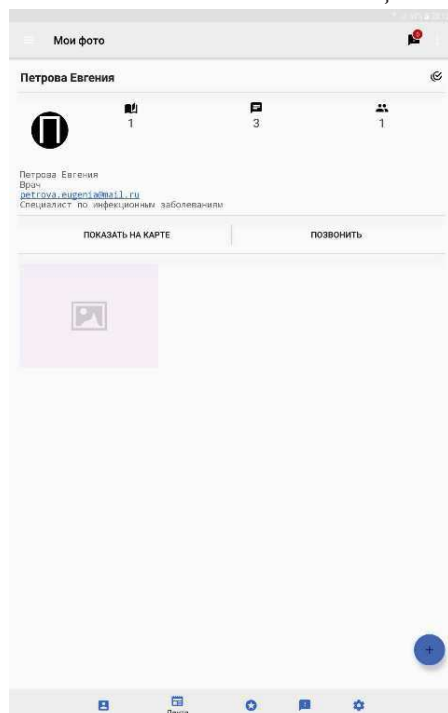 Мои фото
Петрова Евгения
1
3
1
П
Петрова Евгения
Врач
petrova.eugenia@mail.ru
Специалист по инфекционным заболеваниям
ПОКАЗАТЬ НА КАРТЕ
ПОЗВОНИТЬ
Лента